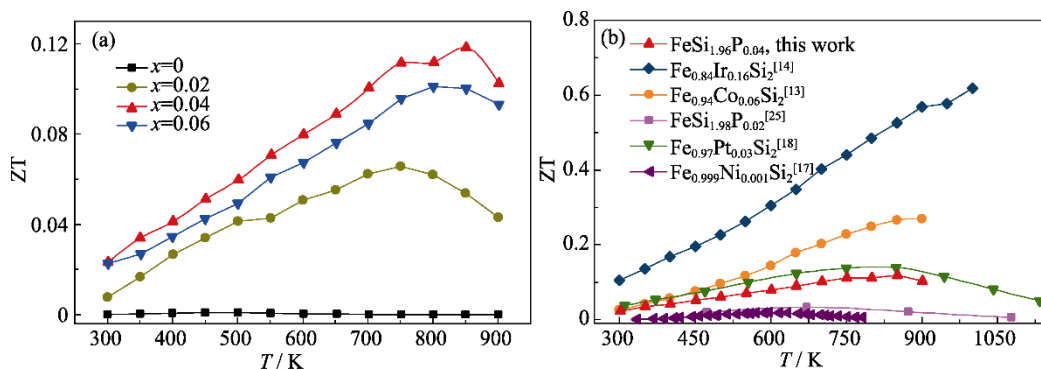 (a)
x=0
x=0.02
x=0.04
x=0.06
ZT
0.12
0.08
0.04
0
300 400 500 600 700 800 900
T / K
(b)
FeSi1.96P0.04, this work
Fe0.84Ir0.16Si2[14]
Fe0.94Co0.06Si2[13]
FeSi1.98P0.02[25]
Fe0.97Pt0.03Si2[18]
Fe0.999Ni0.001Si2[17]
ZT
0.8
0.6
0.4
0.2
0
300 450 600 750 900 1050
T / K